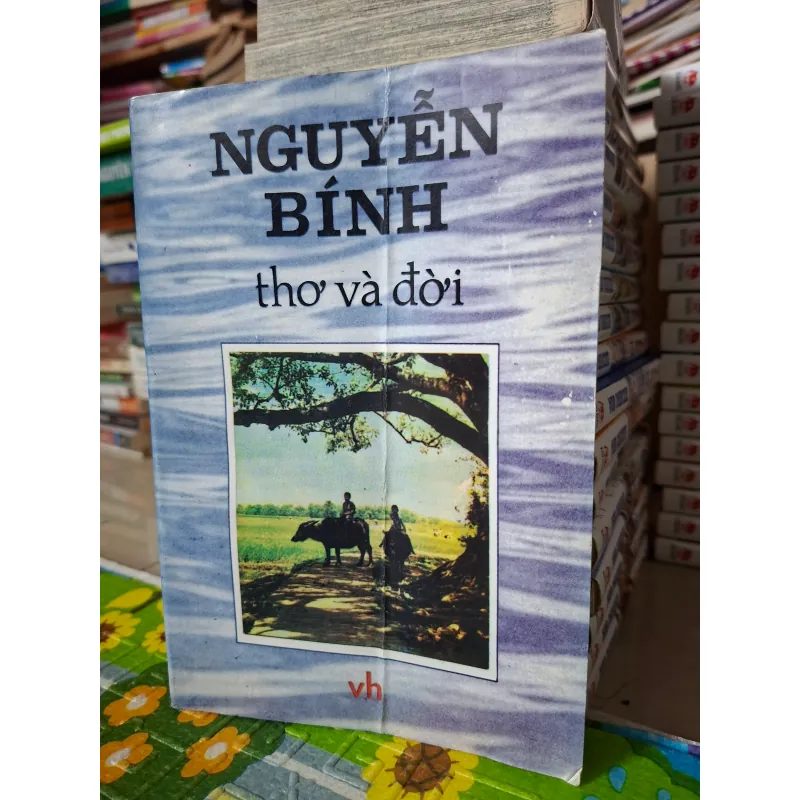 NGUYỄN
BÍNH
thơ và đời
vh